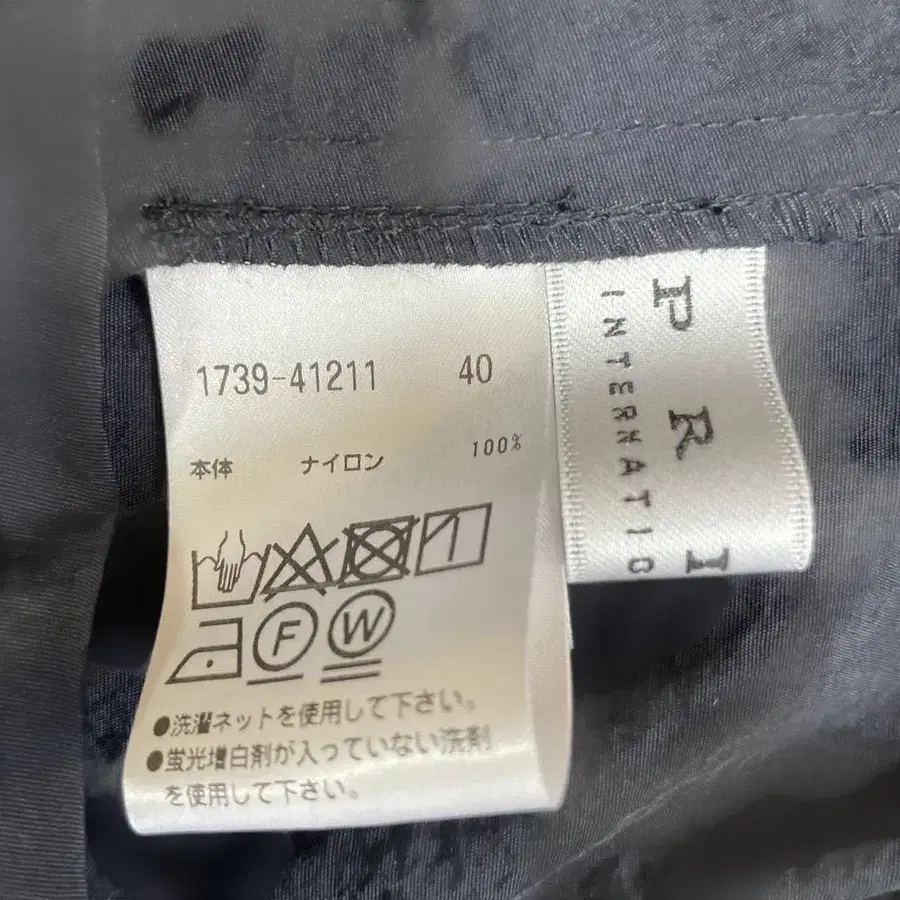 1739-41211 40
本体 ナイロン 100%
F W
●洗濯ネットを使用して下さい。
●蛍光増白剤が入っていない洗剤
を使用して下さい。
P R I
INTERNATIO